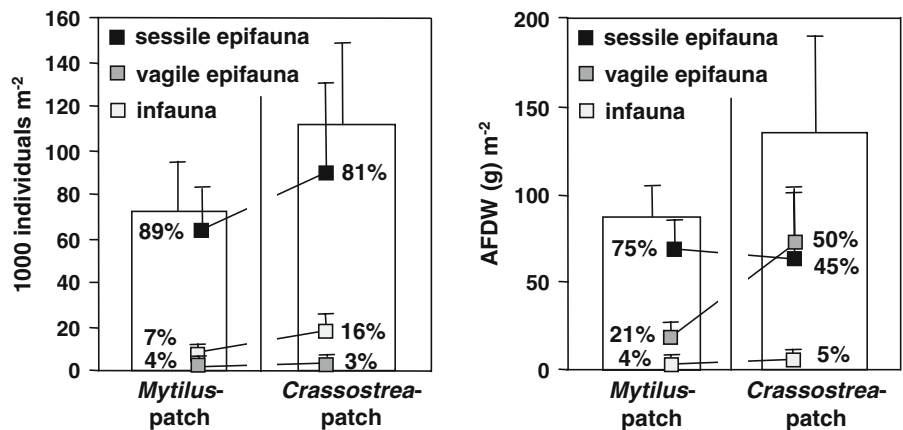 160
140
120
100
80
60
40
20
0
1000 individuals m-2
sessile epifauna
vagile epifauna
infauna
89%
81%
7%
16%
4%
3%
Mytilus-
patch
Crassostrea-
patch
200
150
100
50
0
AFDW (g) m-2
sessile epifauna
vagile epifauna
infauna
75%
50%
45%
21%
4%
5%
Mytilus-
patch
Crassostrea-
patch